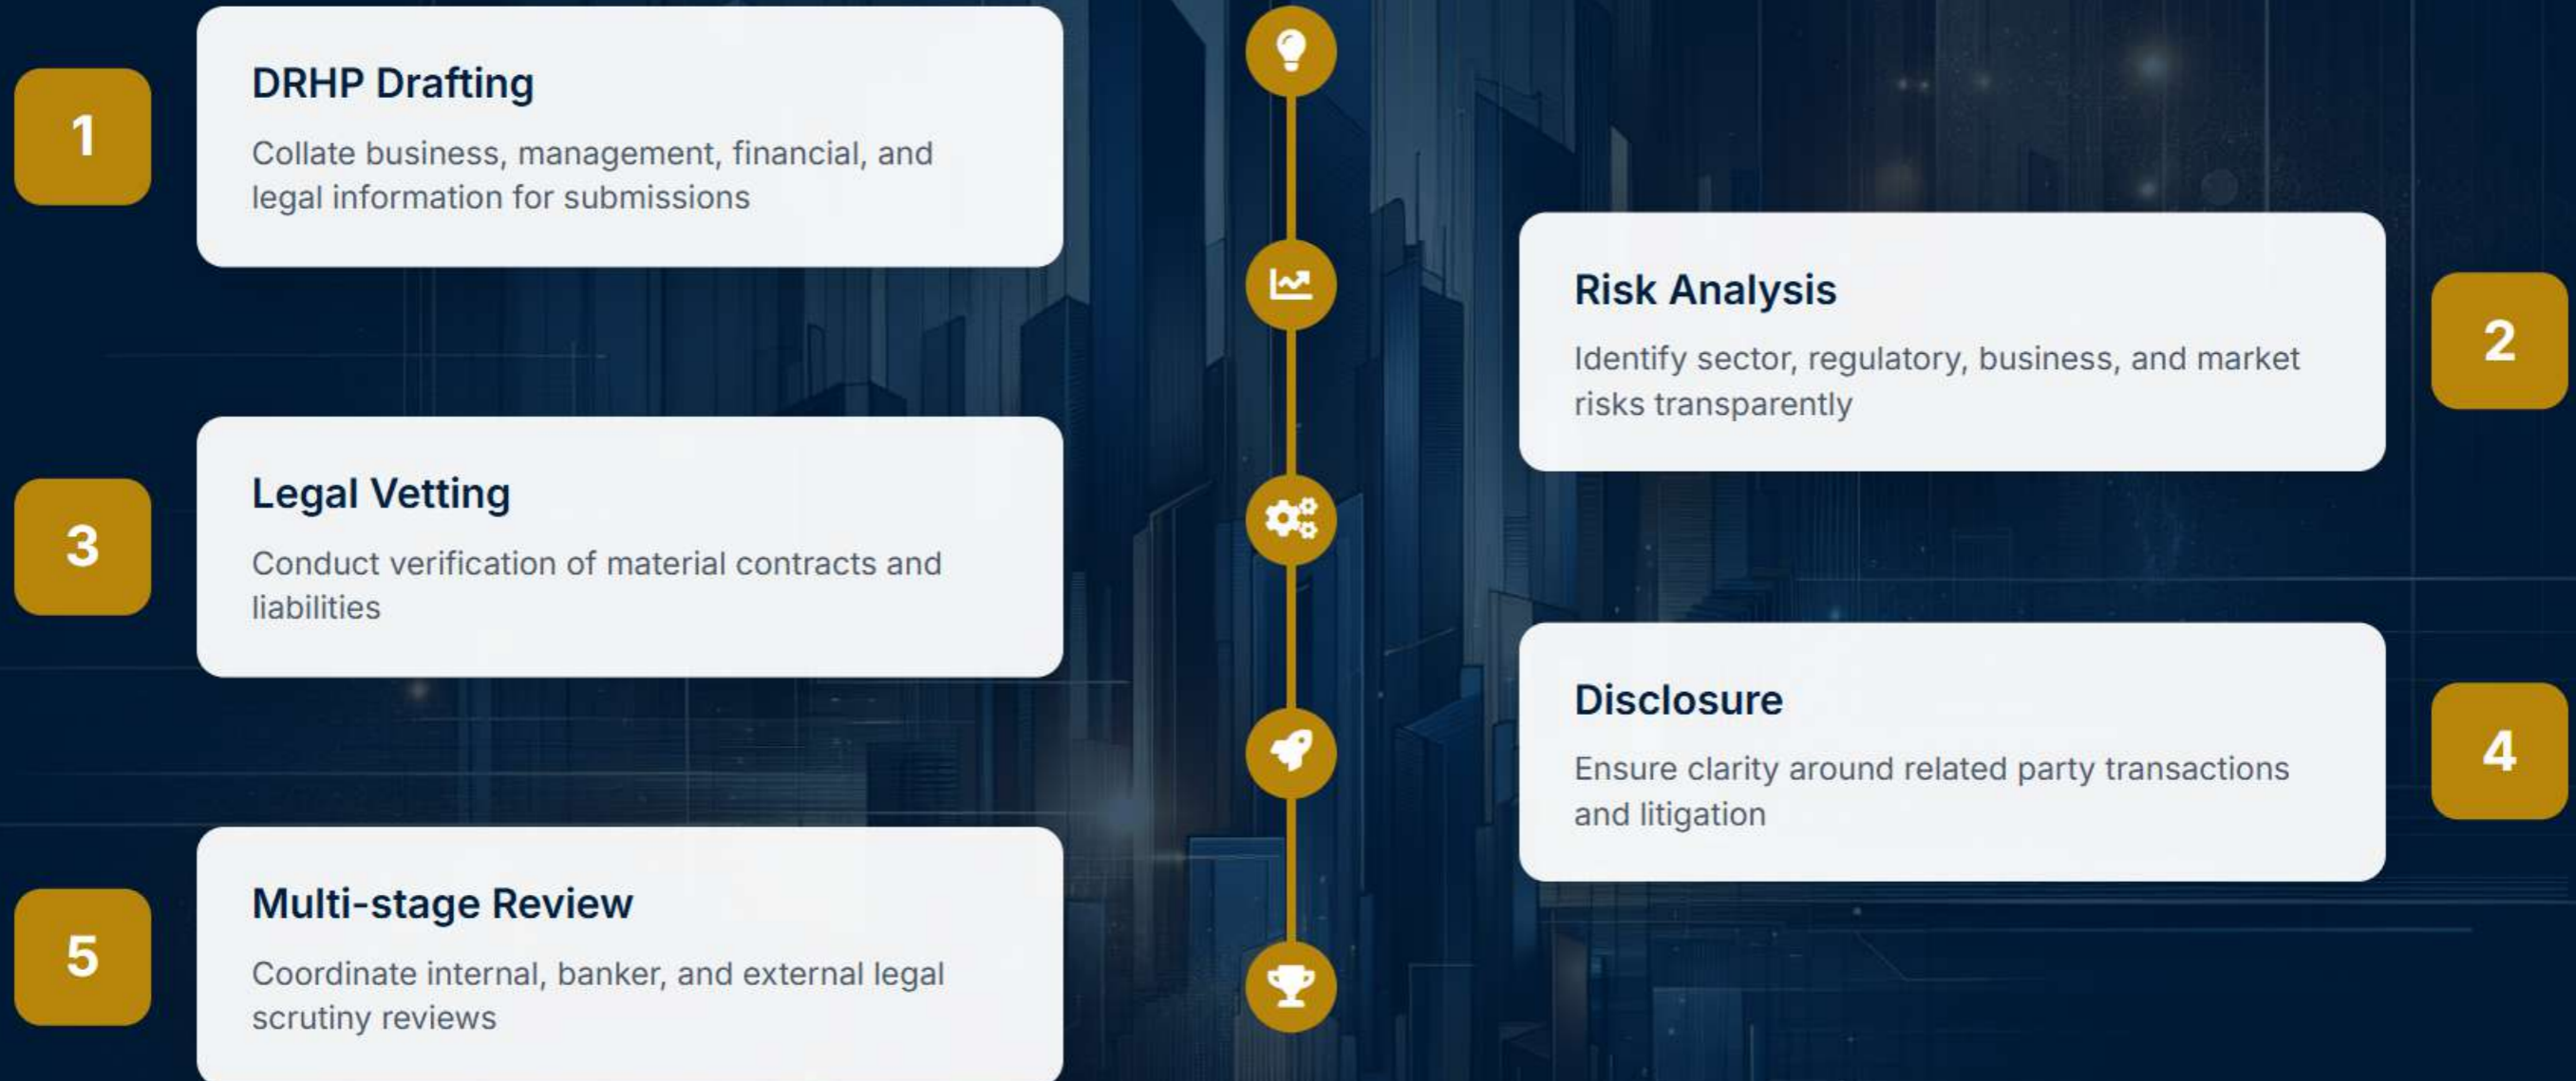 1
DRHP Drafting
Collate business, management, financial, and
legal information for submissions
2
Risk Analysis
Identify sector, regulatory, business, and market
risks transparently
3
Legal Vetting
Conduct verification of material contracts and
liabilities
4
Disclosure
Ensure clarity around related party transactions
and litigation
5
Multi-stage Review
Coordinate internal, banker, and external legal
scrutiny reviews